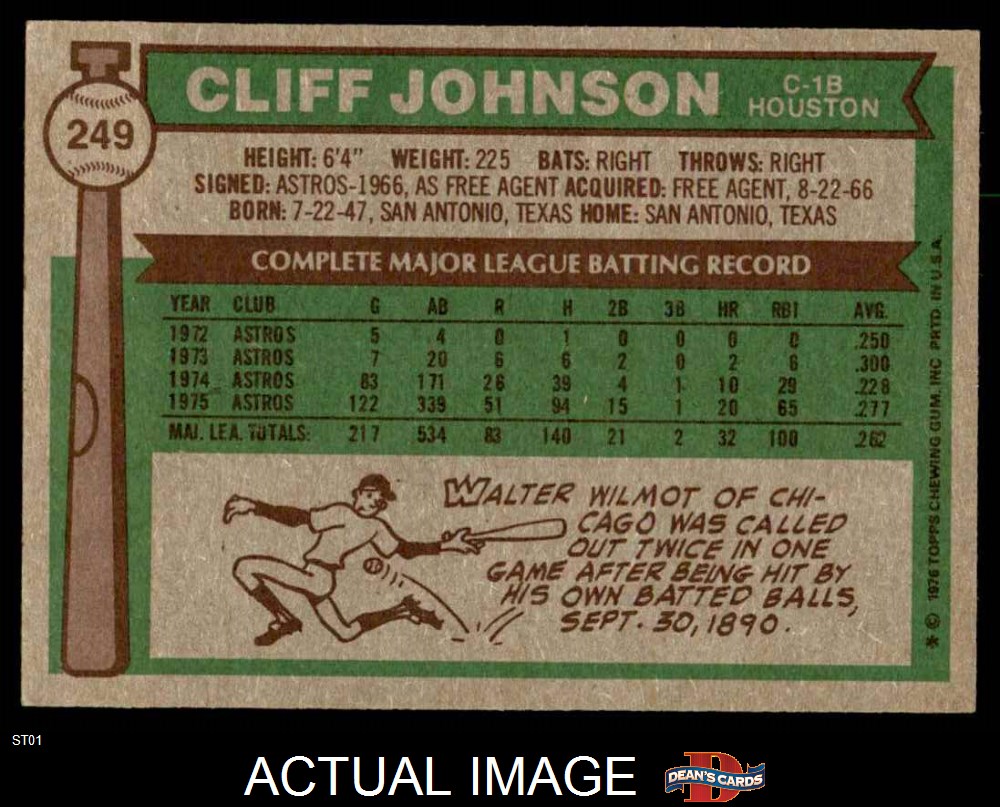 CLIFF JOHNSON
C-1B
HOUSTON
249
HEIGHT: 6'4" WEIGHT: 225 BATS: RIGHT THROWS: RIGHT
SIGNED: ASTROS-1966, AS FREE AGENT ACQUIRED: FREE AGENT, 8-22-66
BORN: 7-22-47, SAN ANTONIO, TEXAS HOME: SAN ANTONIO, TEXAS
COMPLETE MAJOR LEAGUE BATTING RECORD
YEAR CLUB G AB R H 2B 3B HR RBI AVG.
1972 ASTROS 5 4 0 1 0 0 0 0 .250
1973 ASTROS 7 20 6 6 2 0 2 6 .300
1974 ASTROS 83 171 26 39 4 1 10 29 .228
1975 ASTROS 122 339 51 94 15 1 20 65 .277
MAJ. LEA. TOTALS: 217 534 83 140 21 2 32 100 .262
WALTER WILMOT OF CHI-
CAGO WAS CALLED
OUT TWICE IN ONE
GAME AFTER BEING HIT BY
HIS OWN BATTED BALLS,
SEPT. 30, 1890.
* © 1976 TOPPS CHEWING GUM, INC PRTD. IN U.S.A.
ST01
ACTUAL IMAGE
DEAN'S CARDS